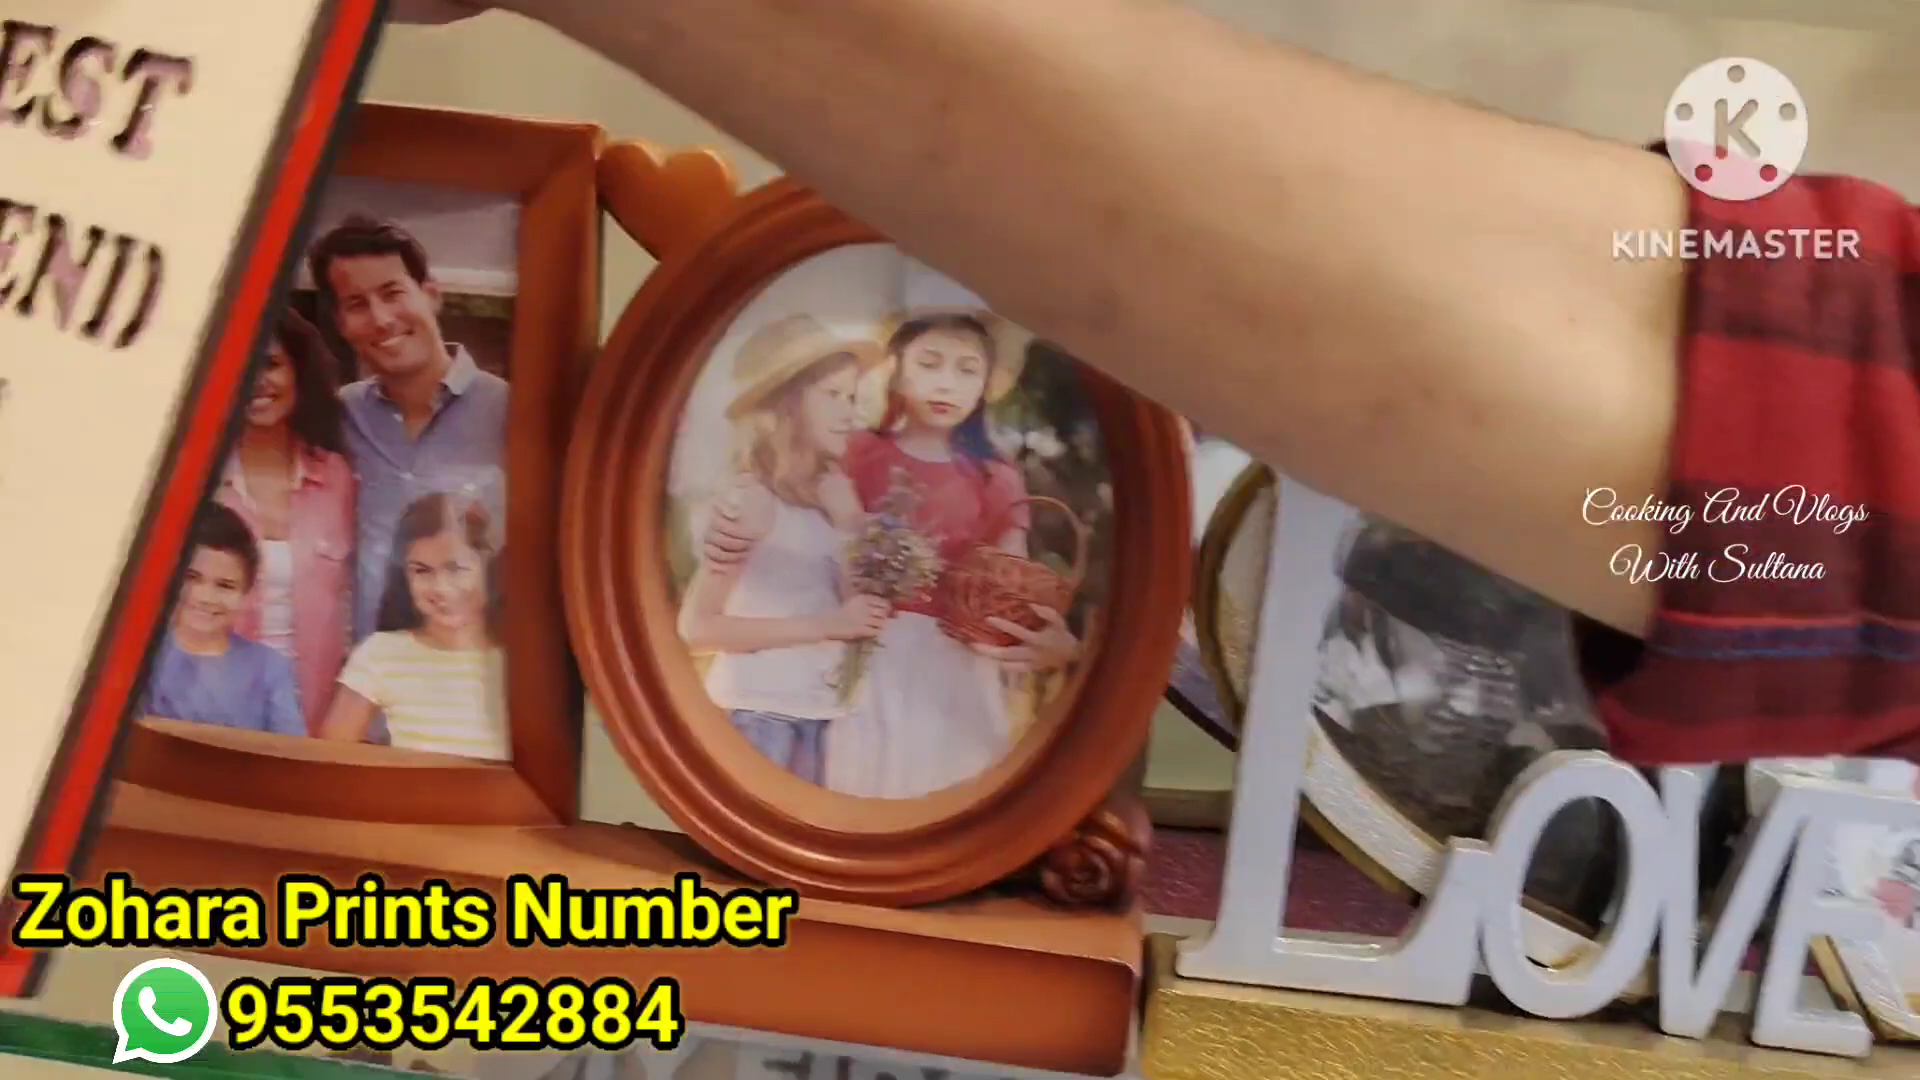 EST
END
K
KINEMASTER
Cooking And Vlogs
With Sultana
LOVE
Zohara Prints Number
9553542884